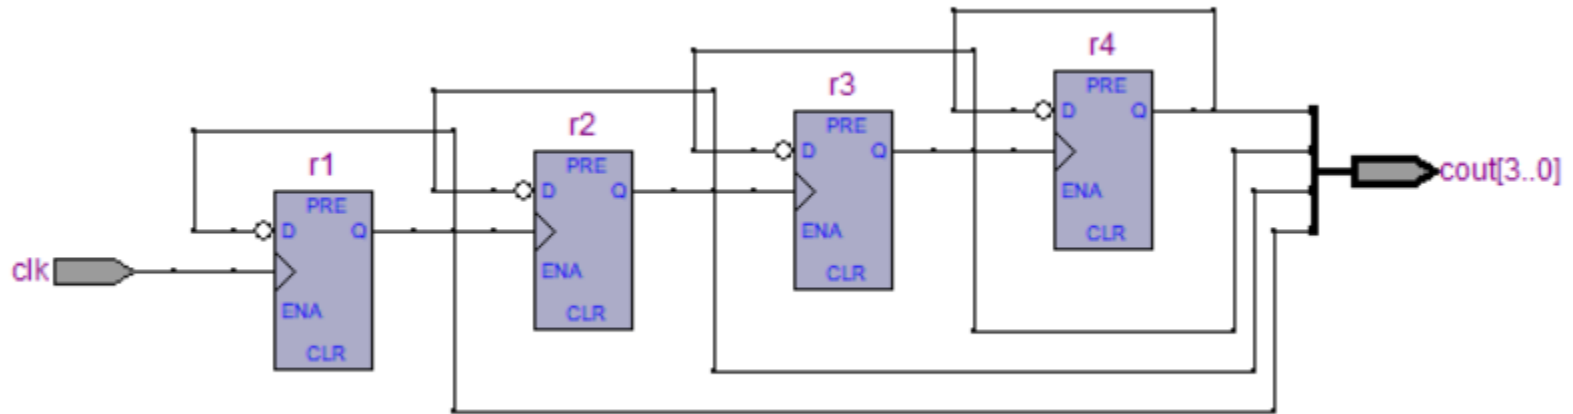 r1
PRE
D Q
ENA
CLR
r2
PRE
D Q
ENA
CLR
r3
PRE
D Q
ENA
CLR
r4
PRE
D Q
ENA
CLR
clk
cout[3..0]